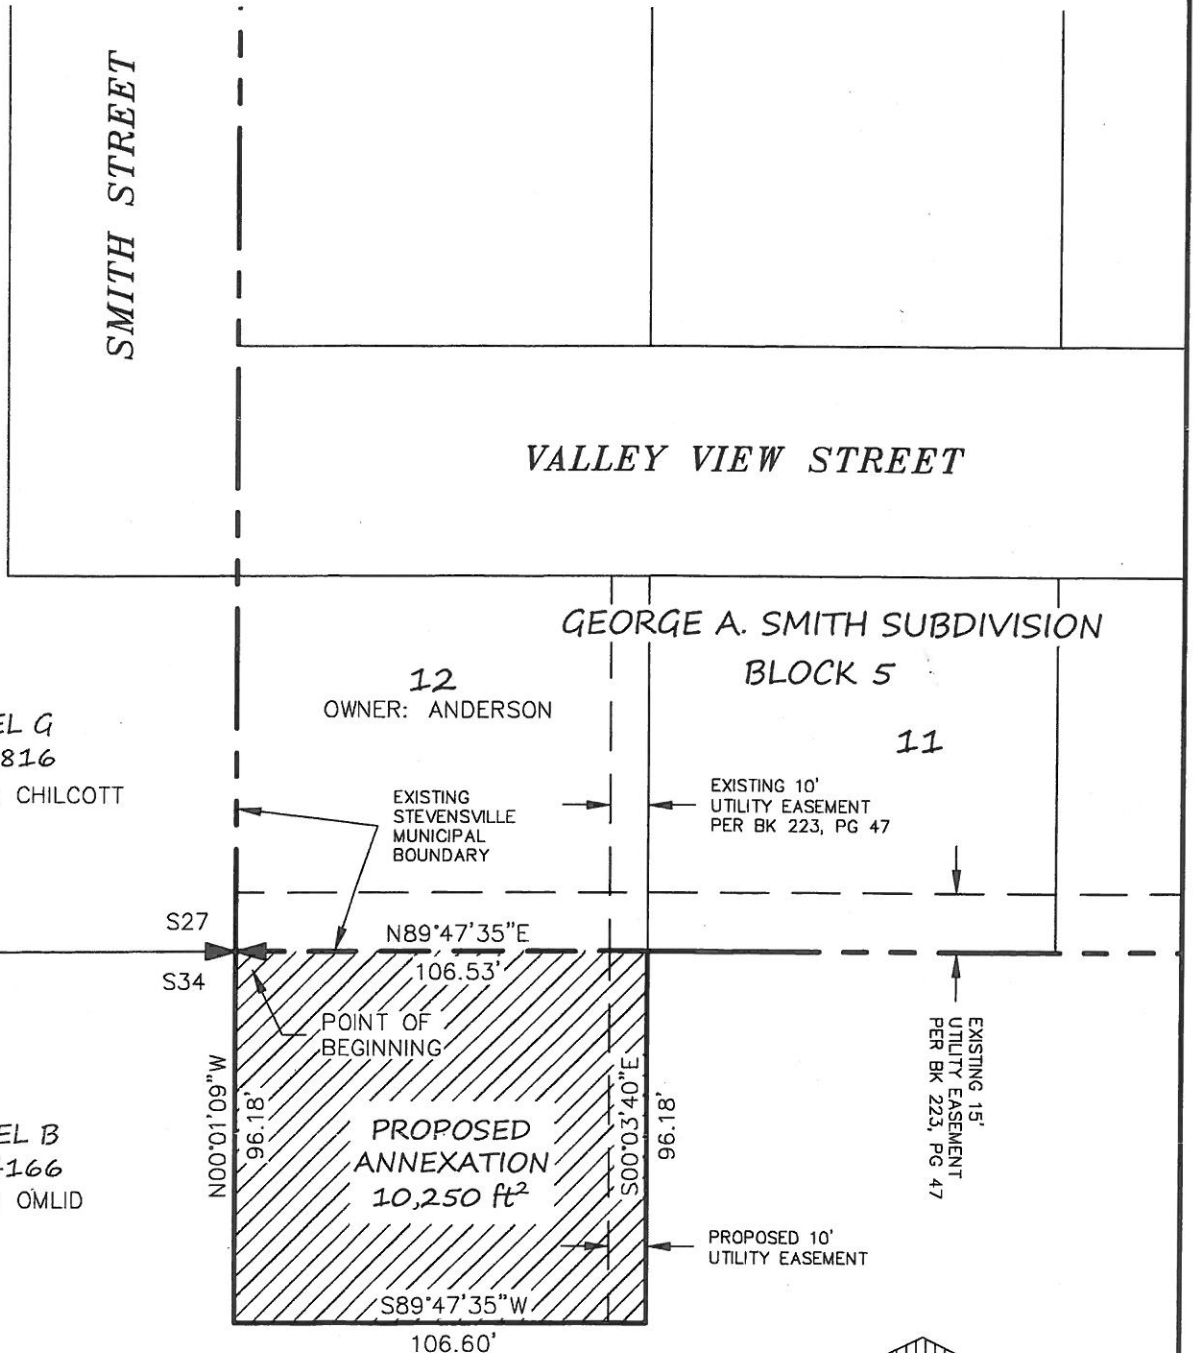 SMITH STREET
VALLEY VIEW STREET
GEORGE A. SMITH SUBDIVISION
BLOCK 5
12
OWNER: ANDERSON
11
EL G
816
CHILCOTT
EXISTING
STEVENSVILLE
MUNICIPAL
BOUNDARY
EXISTING 10'
UTILITY EASEMENT
PER BK 223, PG 47
S27
N89°47'35"E
106.53'
S34
POINT OF
BEGINNING
EXISTING 15'
UTILITY EASEMENT
PER BK 223, PG 47
N00°01'09"W
96.18'
S00°03'40"E
96.18'
PROPOSED
ANNEXATION
10,250 ft²
EL B
166
OMLID
PROPOSED 10'
UTILITY EASEMENT
S89°47'35"W
106.60'